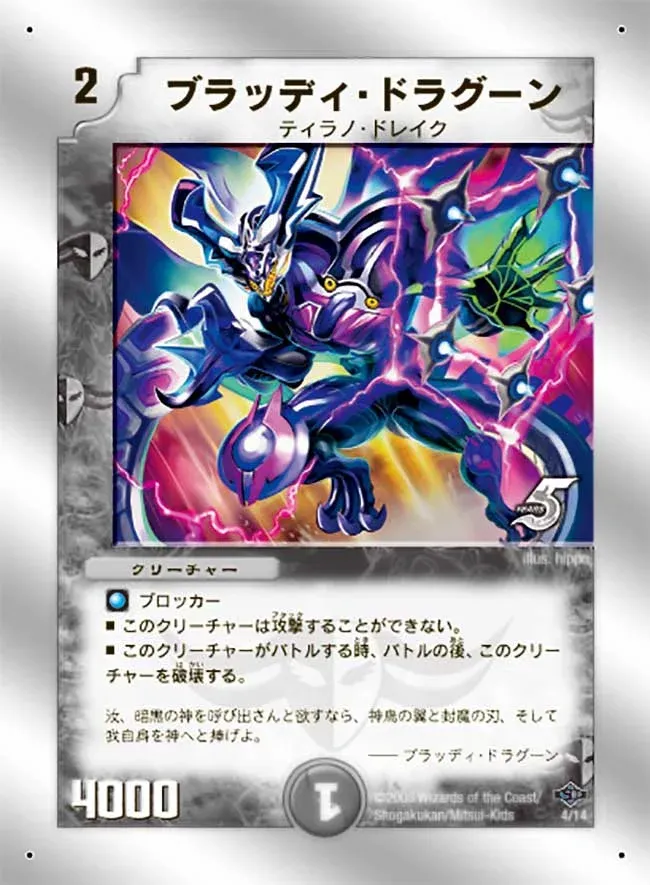 2
ブラッディ・ドラグーン
ティラノ・ドレイク
YEARS 5
illus. hippo
クリーチャー
ブロッカー
■ このクリーチャーは攻撃することができない。
■ このクリーチャーがバトルする時、バトルの後、このクリー
チャーを破壊する。
汝、暗黒の神を呼び出さんと欲すなら、神鳥の翼と封魔の刃、そして
我自身を神へと捧げよ。
── ブラッディ・ドラグーン
4000
1
Wizards of the Coast/
Shogakukan/Mitsui-Kids
4/14